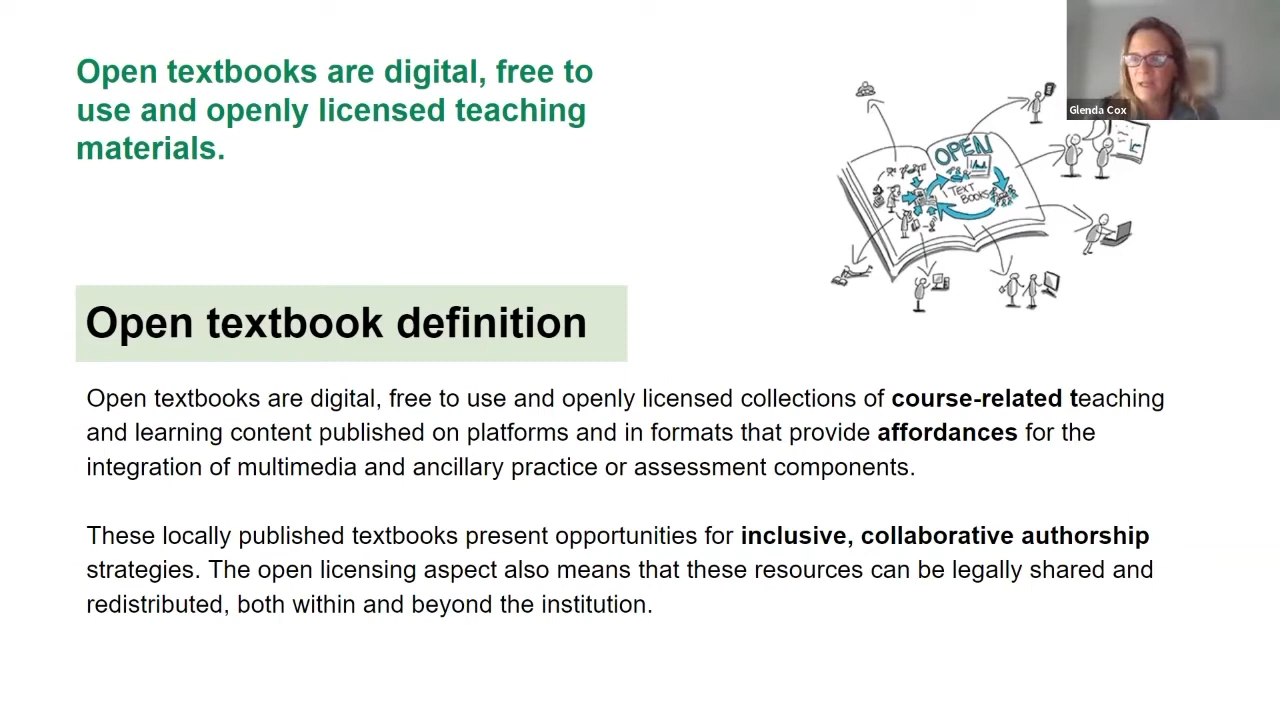 Open textbooks are digital, free to
use and openly licensed teaching
materials.
Glenda Cox
OPEN
TEXT
BOOKS
Open textbook definition
Open textbooks are digital, free to use and openly licensed collections of course-related teaching
and learning content published on platforms and in formats that provide affordances for the
integration of multimedia and ancillary practice or assessment components.
These locally published textbooks present opportunities for inclusive, collaborative authorship
strategies. The open licensing aspect also means that these resources can be legally shared and
redistributed, both within and beyond the institution.